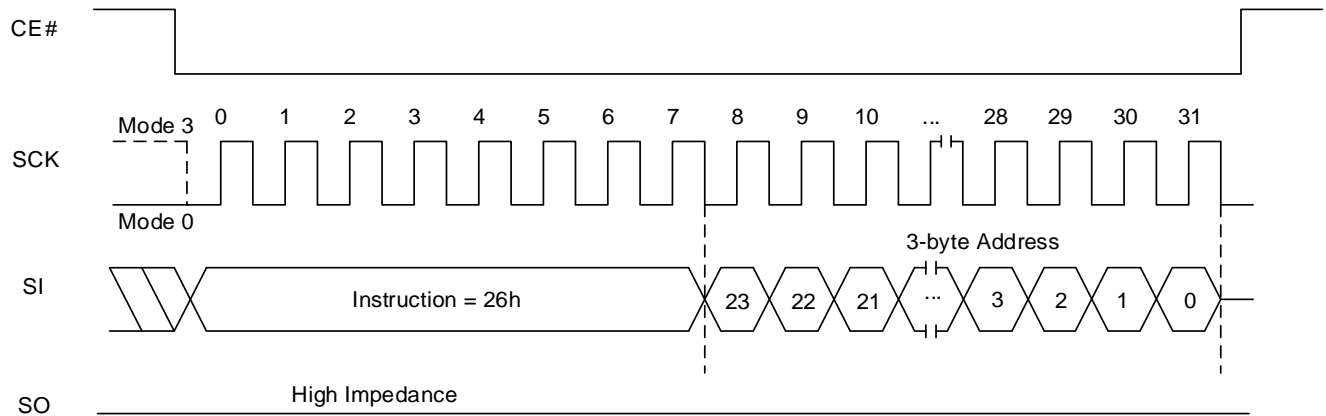 CE#
0 1 2 3 4 5 6 7 8 9 10 ... 28 29 30 31
Mode 3
SCK
Mode 0
3-byte Address
SI
Instruction = 26h 23 22 21 ... 3 2 1 0
High Impedance
SO